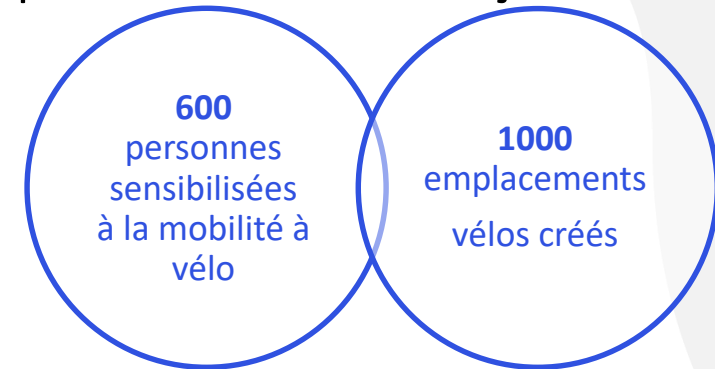 600
personnes
sensibilisées
à la mobilité à
vélo
1000
emplacements
vélos créés